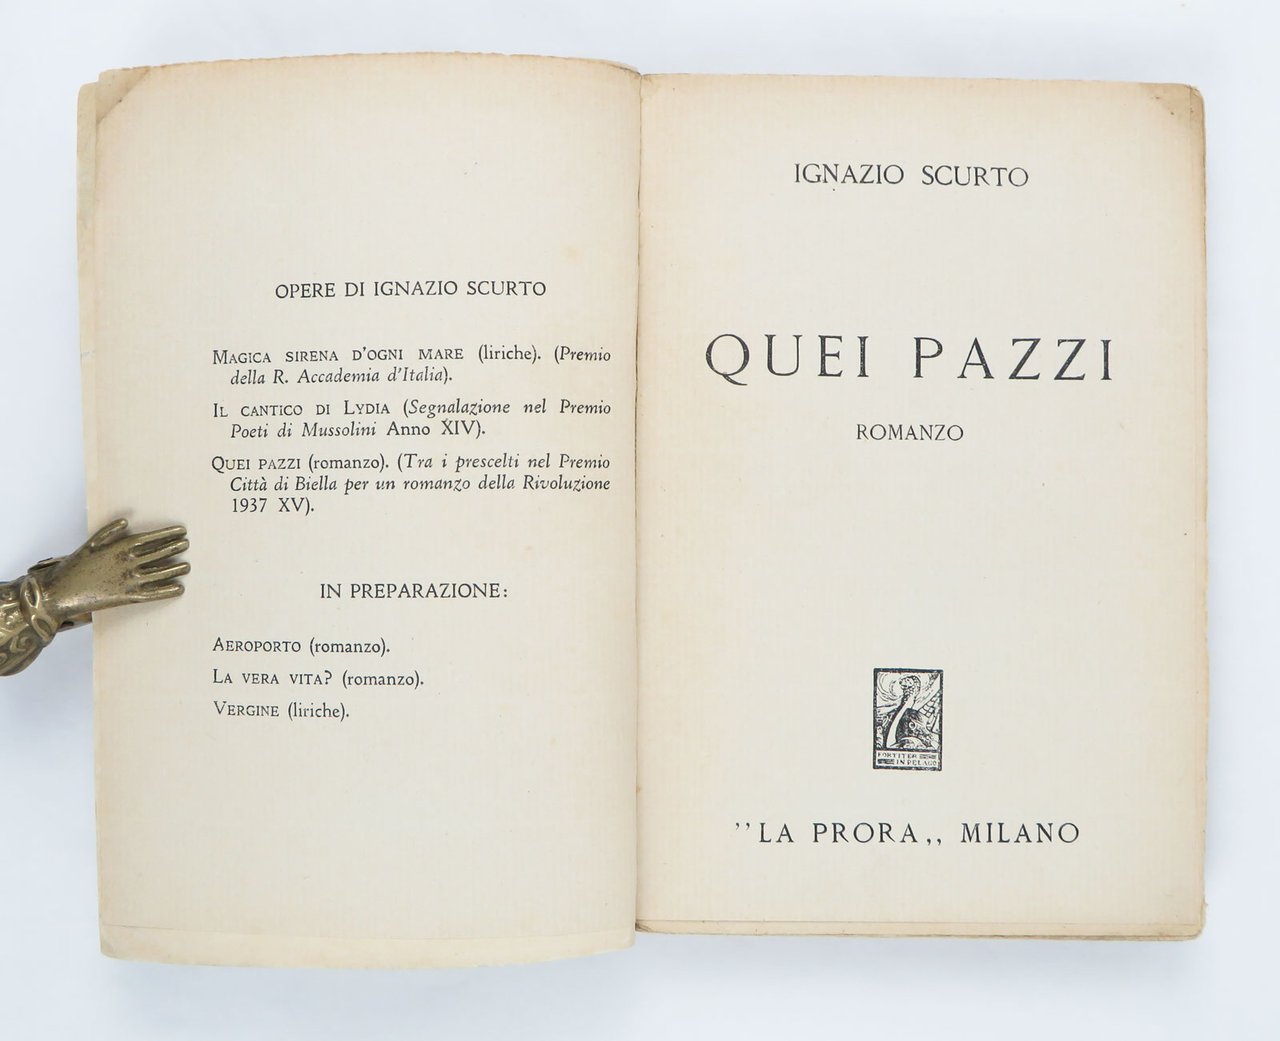 OPERE DI IGNAZIO SCURTO
MAGICA SIRENA D'OGNI MARE (liriche). (Premio
della R. Accademia d'Italia).
IL CANTICO DI LYDIA (Segnalazione nel Premio
Poeti di Mussolini Anno XIV).
QUEI PAZZI (romanzo). (Tra i prescelti nel Premio
Città di Biella per un romanzo della Rivoluzione
1937 XV).
IN PREPARAZIONE:
AEROPORTO (romanzo).
LA VERA VITA? (romanzo).
VERGINE (liriche).
IGNAZIO SCURTO
QUEI PAZZI
ROMANZO
FORTITER
IN PELAGO
’’LA PRORA,, MILANO